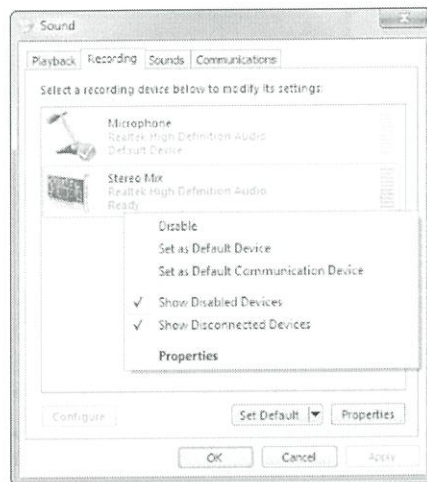 Sound
Playback Recording Sounds Communications
Select a recording device below to modify its settings:
Microphone
Realtek High Definition Audio
Default Device
Stereo Mix
Realtek High Definition Audio
Ready
Disable
Set as Default Device
Set as Default Communication Device
✓ Show Disabled Devices
✓ Show Disconnected Devices
Properties
Configure Set Default Properties
OK Cancel Apply